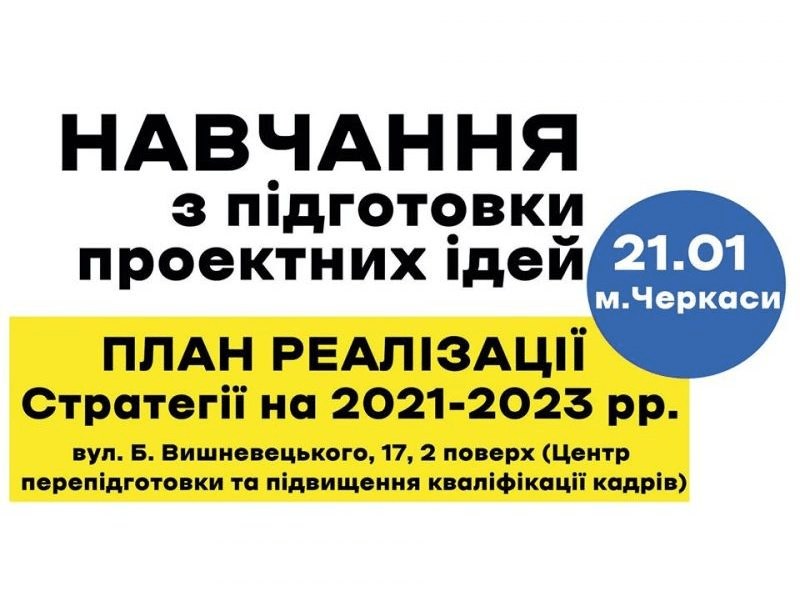 НАВЧАННЯ
з підготовки
проектних ідей
21.01
м.Черкаси
ПЛАН РЕАЛІЗАЦІЇ
Стратегії на 2021-2023 рр.
вул. Б. Вишневецького, 17, 2 поверх (Центр
перепідготовки та підвищення кваліфікації кадрів)